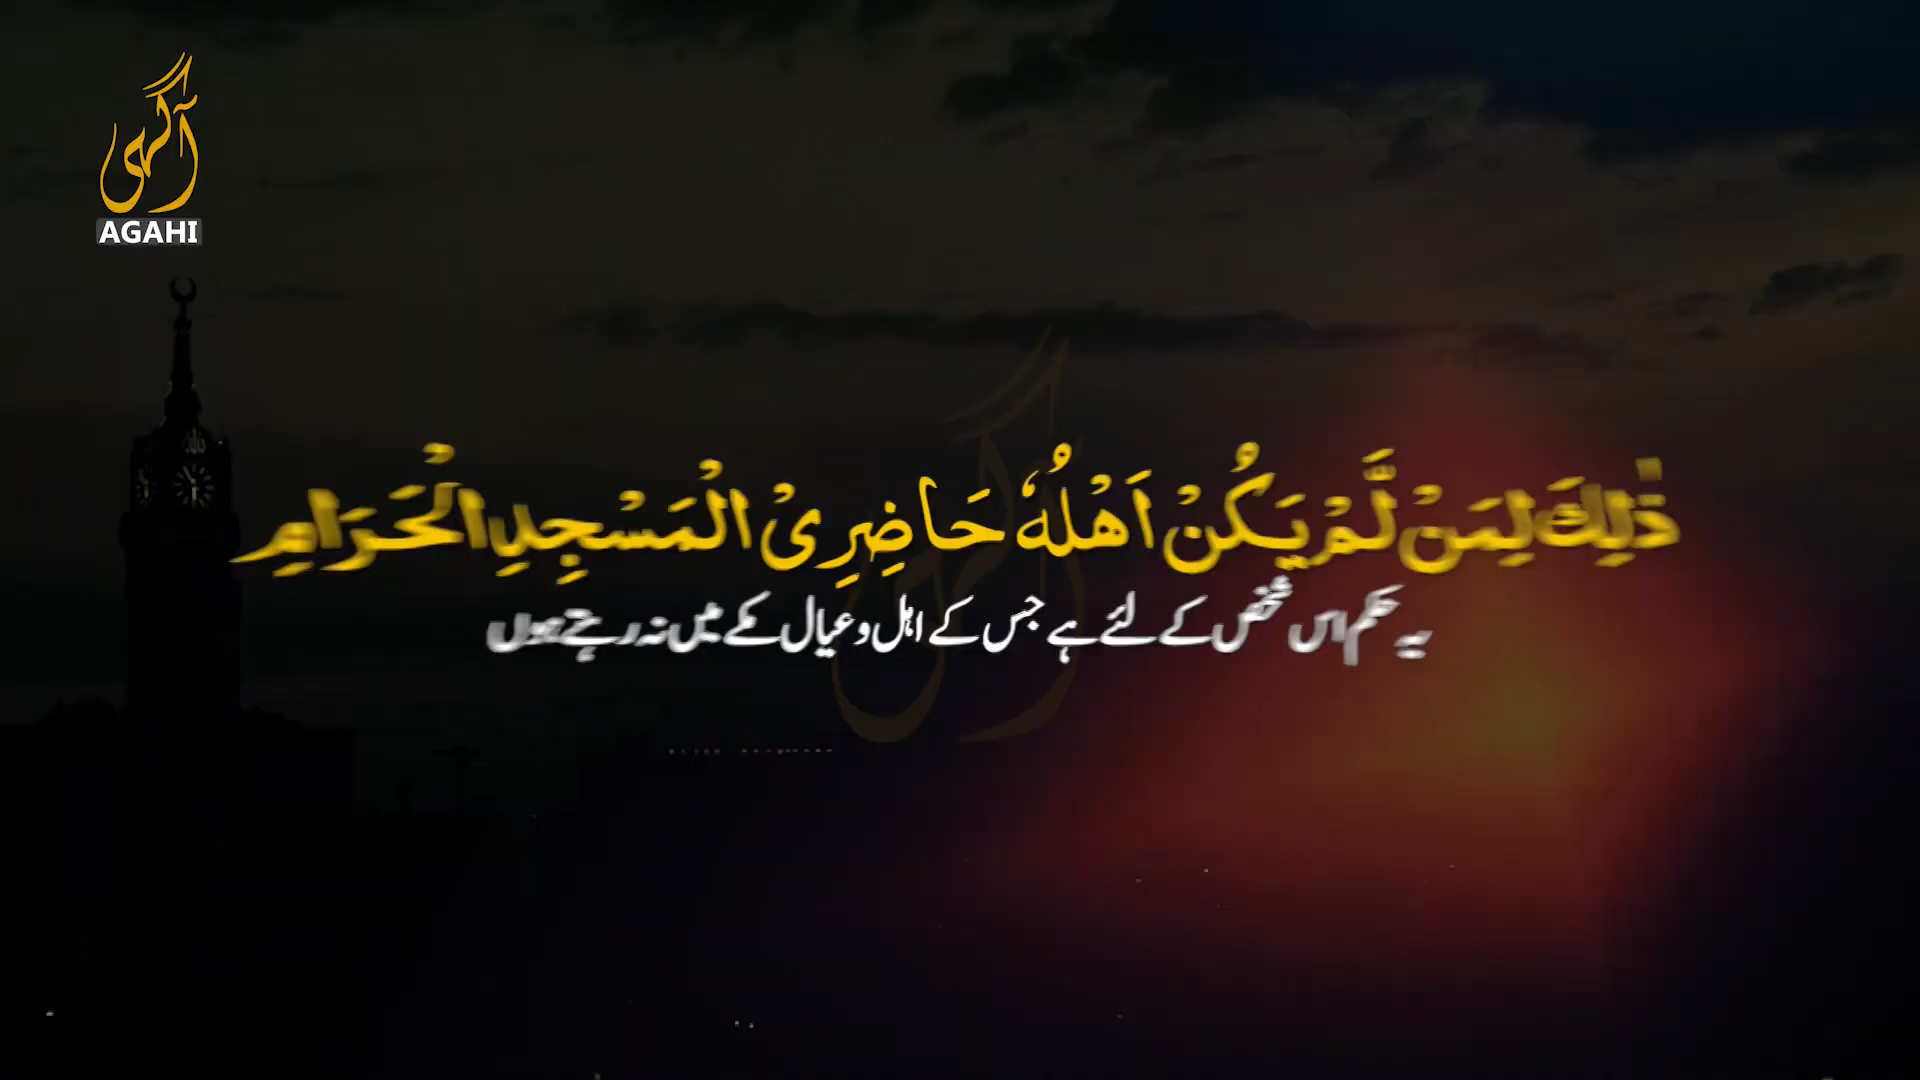 آگہی
AGAHI
ذٰلِكَ لِمَنْ لَّمْ يَكُنْ اَهْلُهٗ حَاضِرِى الْمَسْجِدِ الْحَرَامِ
یہ حکم اس شخص کے لئے ہے جس کے اہل و عیال مکے میں نہ رہتے ہوں